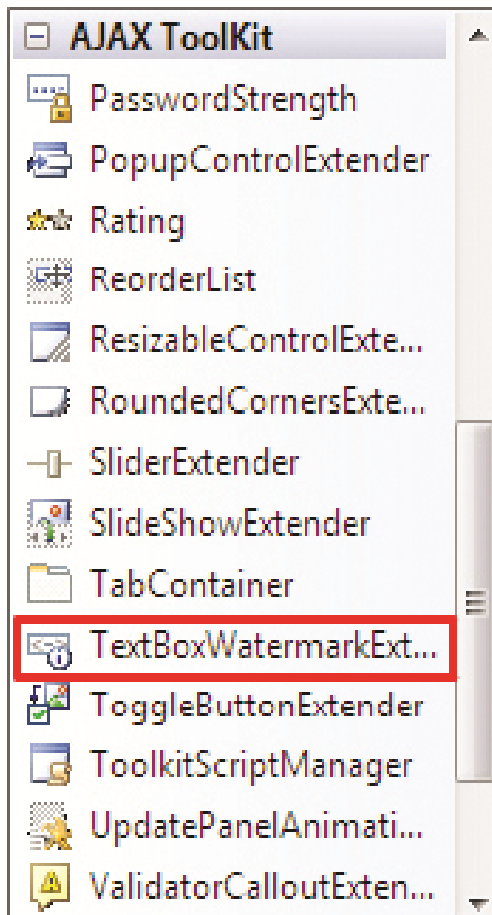 AJAX ToolKit
PasswordStrength
PopupControlExtender
Rating
ReorderList
ResizableControlExte...
RoundedCornersExte...
SliderExtender
SlideShowExtender
TabContainer
TextBoxWatermarkExt...
ToggleButtonExtender
ToolkitScriptManager
UpdatePanelAnimati...
ValidatorCalloutExten...